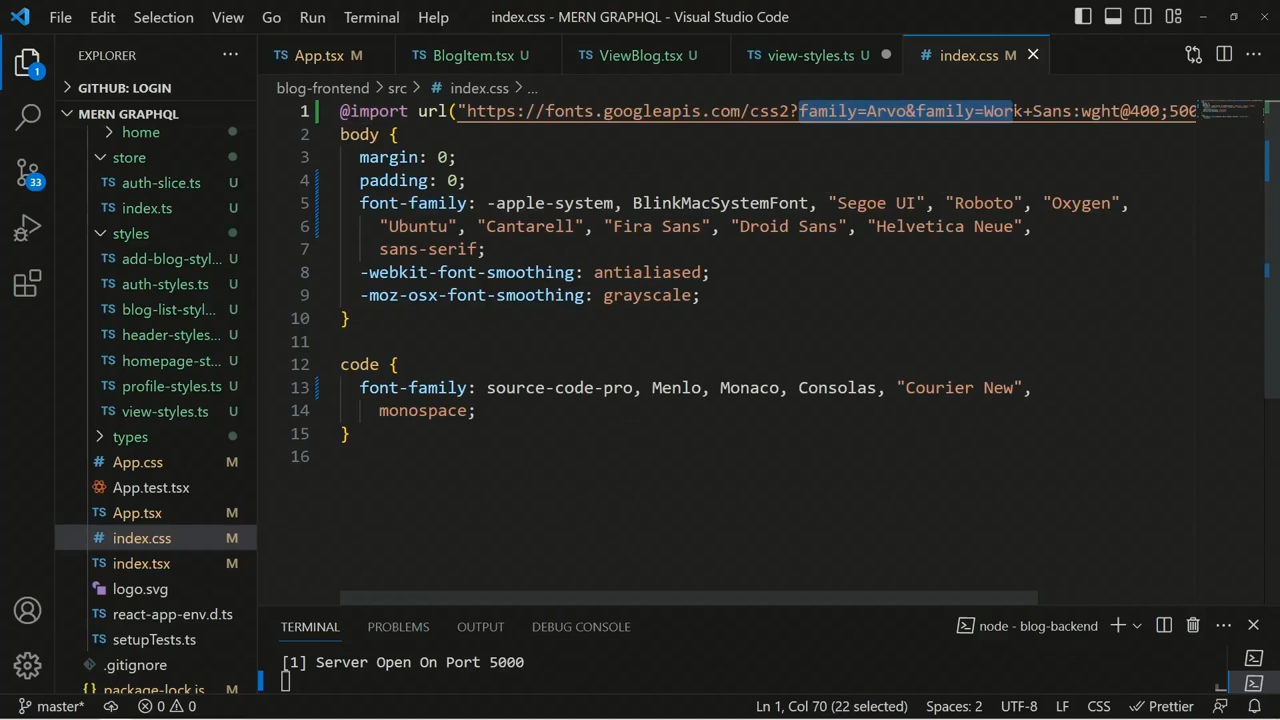 File Edit Selection View Go Run Terminal Help index.css - MERN GRAPHQL - Visual Studio Code
EXPLORER
App.tsx M BlogItem.tsx U ViewBlog.tsx U view-styles.ts index.css M
1
GITHUB: LOGIN
blog-frontend > src > # index.css > ...
MERN GRAPHQL
home
store
auth-slice.ts U
index.ts U
33
styles
add-blog-styl... U
auth-styles.ts U
blog-list-styl... U
header-styles... U
homepage-st... U
profile-styles.ts U
view-styles.ts U
types
# App.css M
App.test.tsx
App.tsx M
# index.css M
TS index.tsx M
logo.svg
TS react-app-env.d.ts
TS setupTests.ts
.gitignore
{} package-lock.js M
1 @import url("https://fonts.googleapis.com/css2?family=Arvo&family=Work+Sans:wght@400;500
2 body {
3 margin: 0;
4 padding: 0;
5 font-family: -apple-system, BlinkMacSystemFont, "Segoe UI", "Roboto", "Oxygen",
6 "Ubuntu", "Cantarell", "Fira Sans", "Droid Sans", "Helvetica Neue",
7 sans-serif;
8 -webkit-font-smoothing: antialiased;
9 -moz-osx-font-smoothing: grayscale;
10 }
11
12 code {
13 font-family: source-code-pro, Menlo, Monaco, Consolas, "Courier New",
14 monospace;
15 }
16
TERMINAL PROBLEMS OUTPUT DEBUG CONSOLE node - blog-backend
[1] Server Open On Port 5000
master* 0 0 Ln 1, Col 70 (22 selected) Spaces: 2 UTF-8 LF CSS Prettier